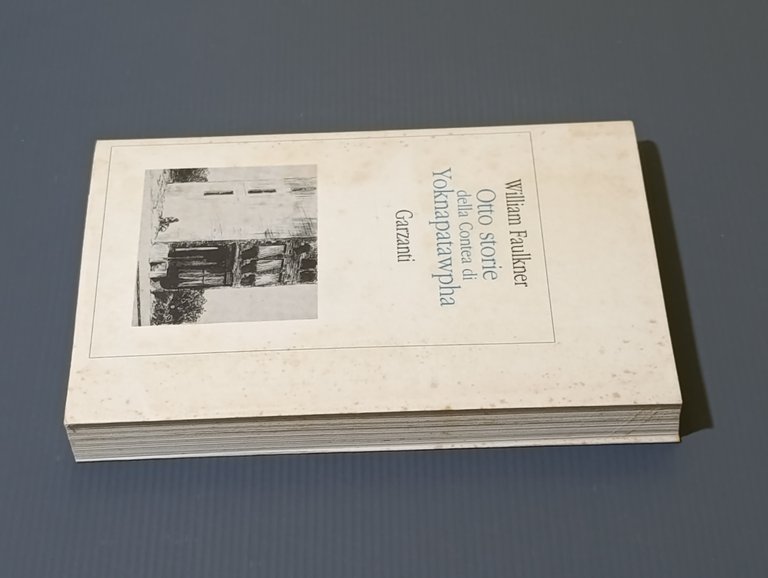 William Faulkner
Otto storie
della Contea di
Yoknapatawpha
Garzanti